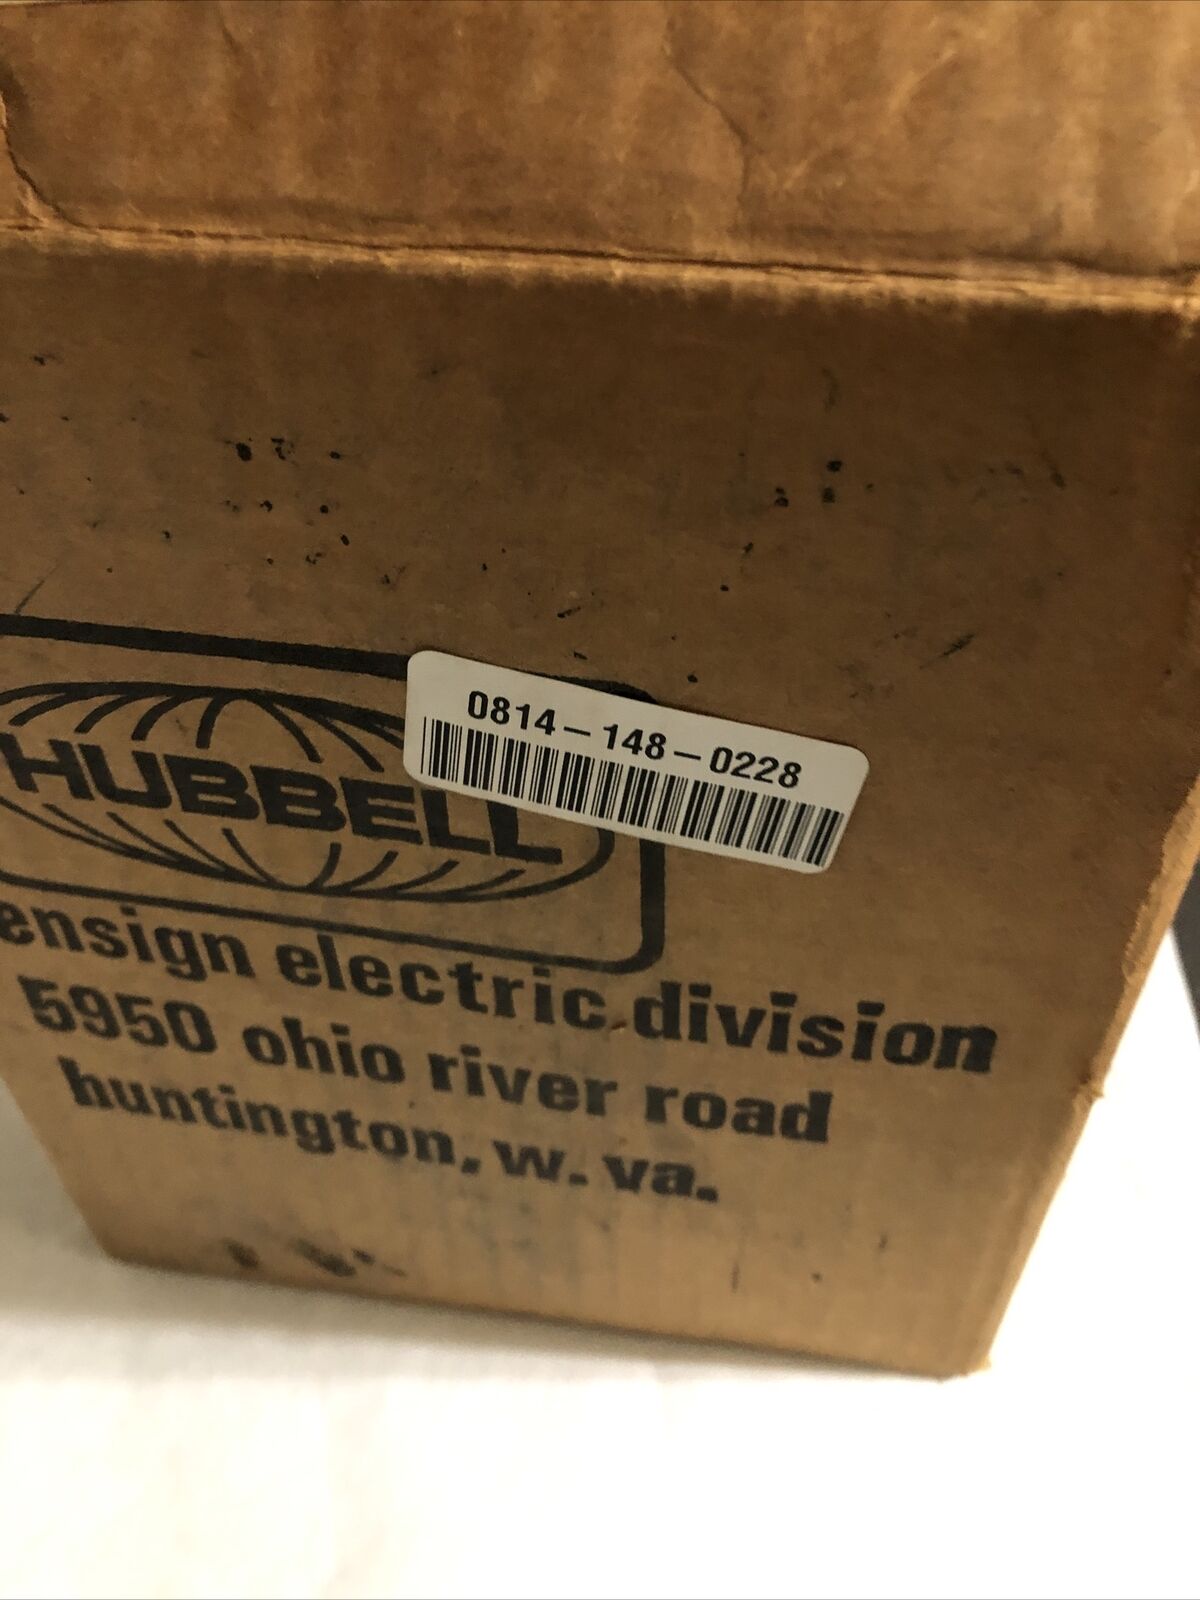 0814-148-0228
HUBBELL
ensign electric division
5950 ohio river road
huntington, w. va.